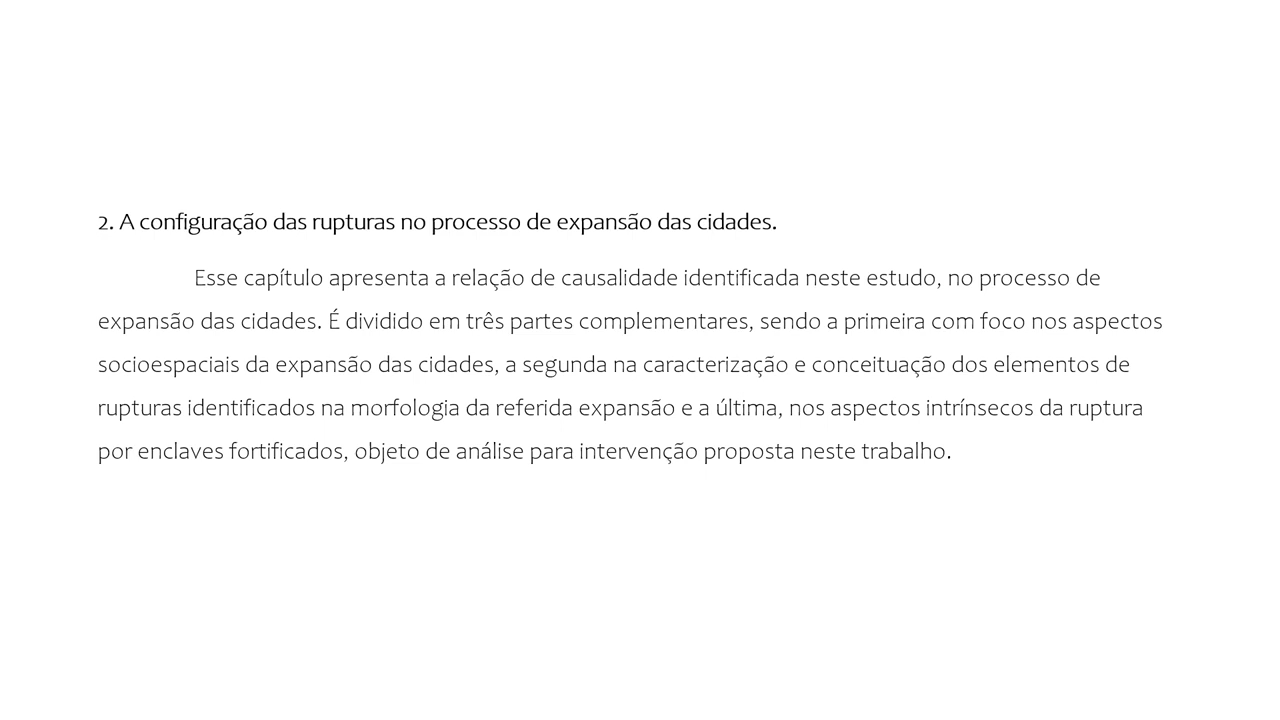 2. A configuração das rupturas no processo de expansão das cidades.
Esse capítulo apresenta a relação de causalidade identificada neste estudo, no processo de
expansão das cidades. É dividido em três partes complementares, sendo a primeira com foco nos aspectos
socioespaciais da expansão das cidades, a segunda na caracterização e conceituação dos elementos de
rupturas identificados na morfologia da referida expansão e a última, nos aspectos intrínsecos da ruptura
por enclaves fortificados, objeto de análise para intervenção proposta neste trabalho.